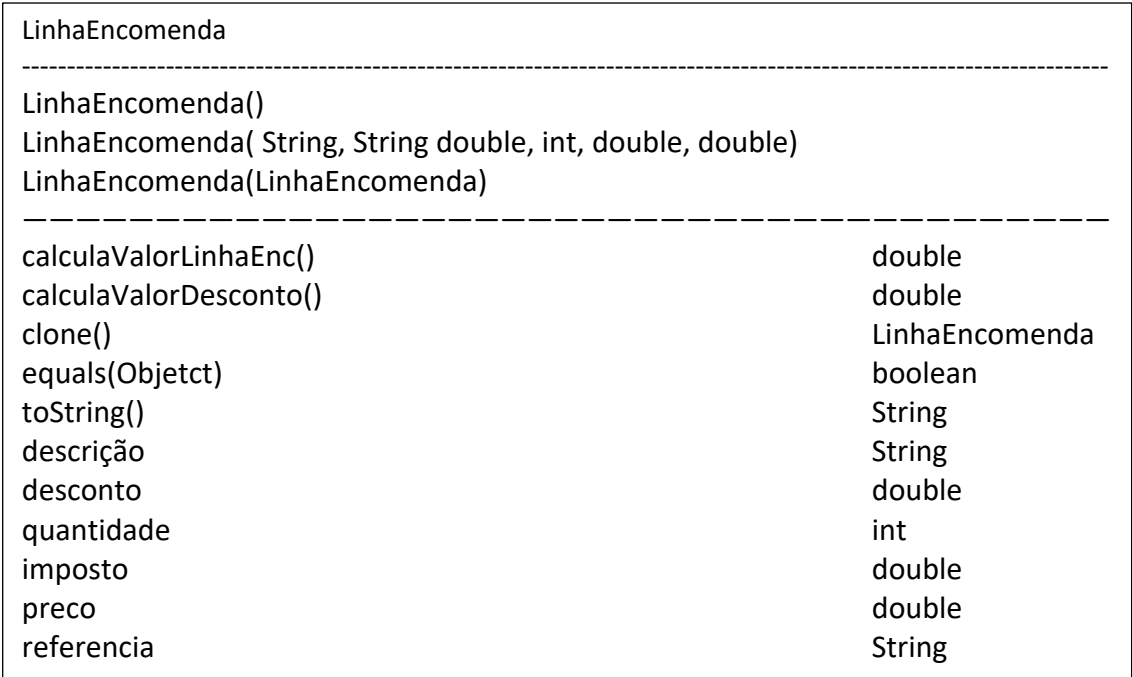 LinhaEncomenda
------------------------------------------------------------------------------------------------------------------------
LinhaEncomenda()
LinhaEncomenda( String, String double, int, double, double)
LinhaEncomenda(LinhaEncomenda)
—————————————————————————————————————————
calculaValorLinhaEnc() double
calculaValorDesconto() double
clone() LinhaEncomenda
equals(Objetct) boolean
toString() String
descrição String
desconto double
quantidade int
imposto double
preco double
referencia String